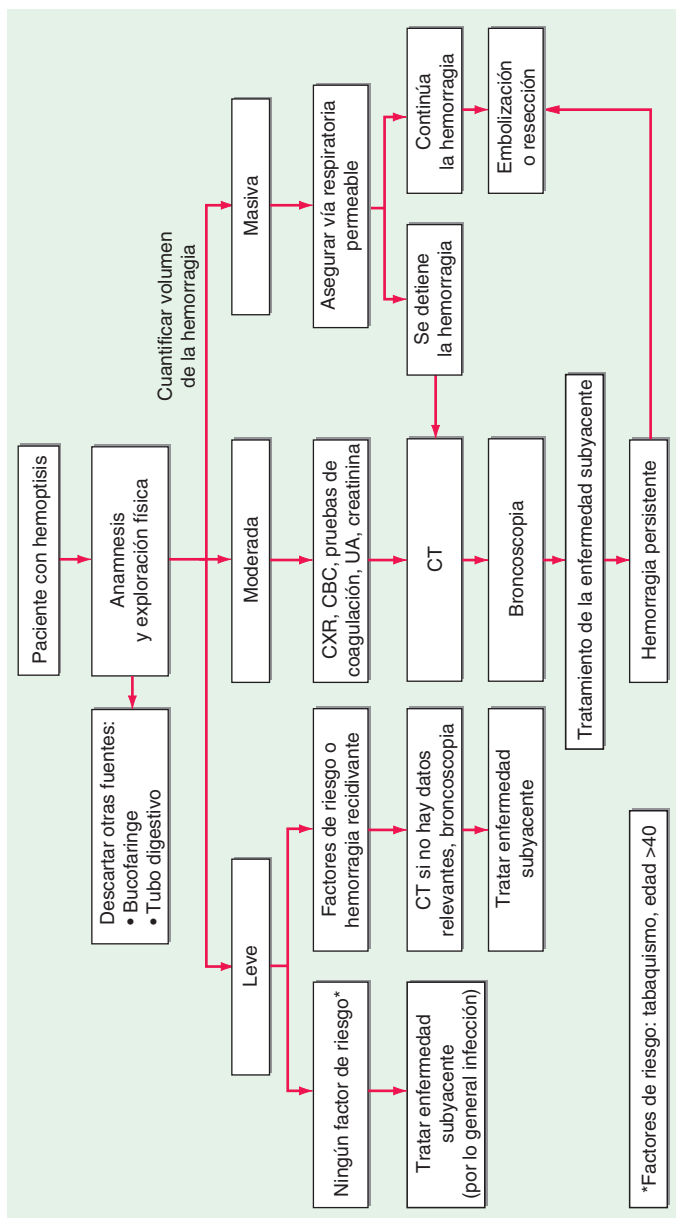 Paciente con hemoptisis
Anamnesis
y exploración física
Descartar otras fuentes:
• Bucofaringe
• Tubo digestivo
Cuantificar volumen
de la hemorragia
Leve
Moderada
Masiva
Ningún factor de riesgo*
Factores de riesgo o
hemorragia recidivante
CXR, CBC, pruebas de
coagulación, UA, creatinina
Asegurar vía respiratoria
permeable
Tratar enfermedad
subyacente
(por lo general infección)
CT si no hay datos
relevantes, broncoscopia
CT
Se detiene
la hemorragia
Continúa
la hemorragia
Tratar enfermedad
subyacente
Broncoscopia
Embolización
o resección
Tratamiento de la enfermedad subyacente
Hemorragia persistente
*Factores de riesgo: tabaquismo, edad >40